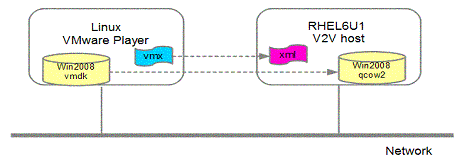 Linux
VMware Player
vmx
Win2008
vmdk
RHEL6U1
V2V host
xml
Win2008
qcow2
Network